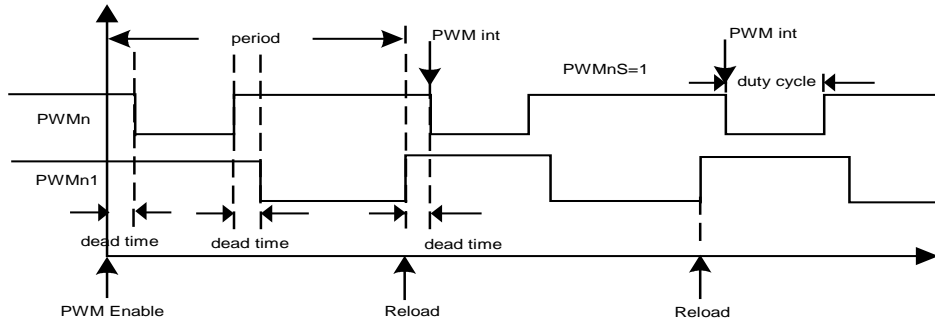 period
PWM int
PWM int
PWMnS=1
duty cycle
PWMn
PWMn1
dead time
dead time
dead time
PWM Enable
Reload
Reload